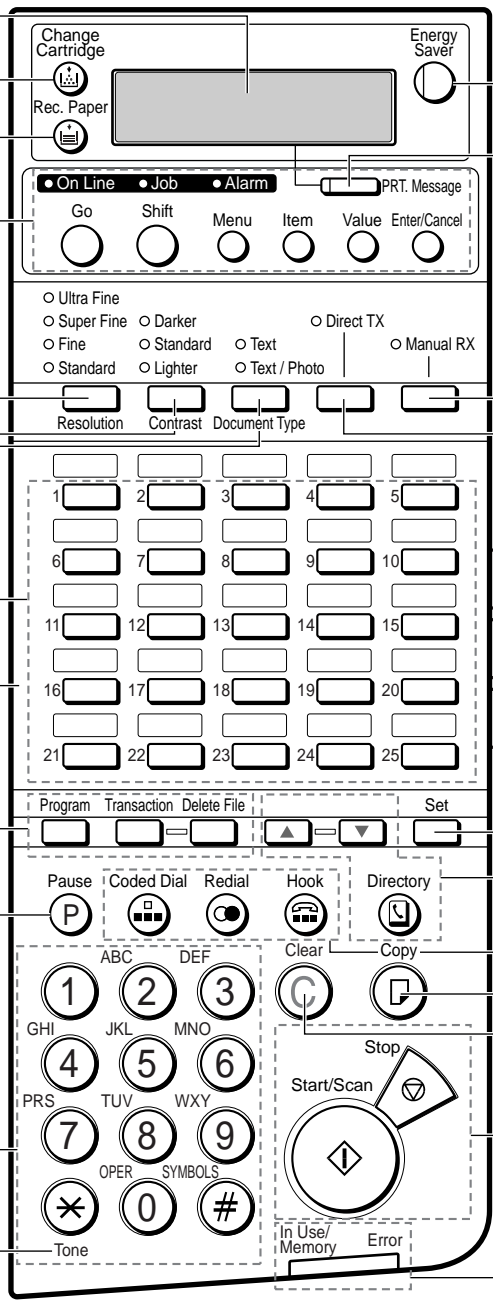 Change Cartridge
Energy Saver
Rec. Paper
On Line Job Alarm PRT. Message
Go Shift Menu Item Value Enter/Cancel
Ultra Fine
Super Fine Darker Direct TX
Fine Standard Text Manual RX
Standard Lighter Text / Photo
Resolution Contrast Document Type
1 2 3 4 5
6 7 8 9 10
11 12 13 14 15
16 17 18 19 20
21 22 23 24 25
Program Transaction Delete File Set
Pause Coded Dial Redial Hook Directory
P
ABC DEF Clear Copy
1 2 3 C
GHI JKL MNO Stop
4 5 6
Start/Scan
PRS TUV WXY
7 8 9
OPER SYMBOLS
* 0 #
Tone
In Use/
Memory Error